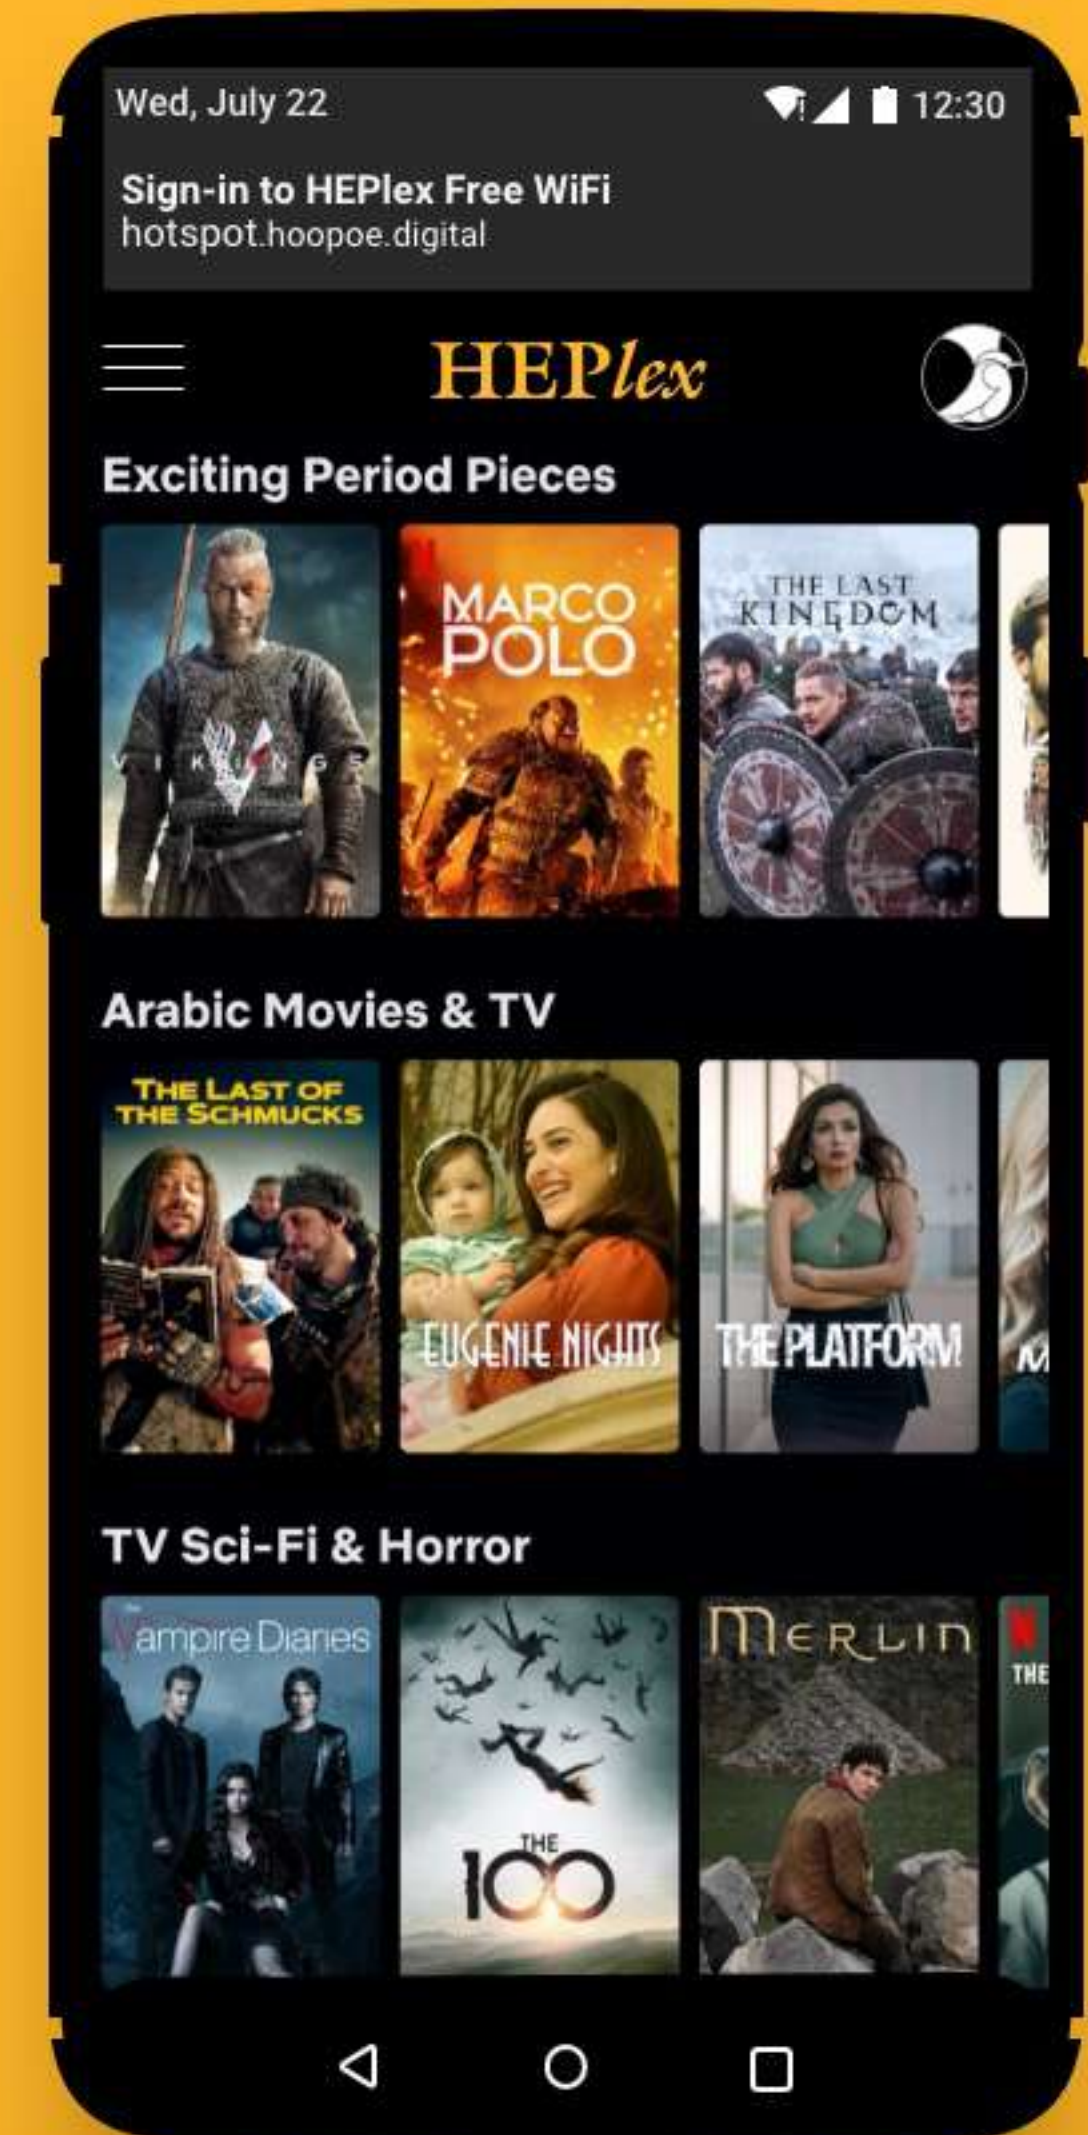 Wed, July 22
12:30
Sign-in to HEPlex Free WiFi
hotspot.hoopoe.digital
HEPlex
Exciting Period Pieces
VIKINGS
MARCO
POLO
THE LAST
KINGDOM
Arabic Movies & TV
THE LAST OF
THE SCHMUCKS
EUGENIE NIGHTS
THE PLATFORM
M
TV Sci-Fi & Horror
Vampire Diaries
THE
100
MERLIN
N
THE